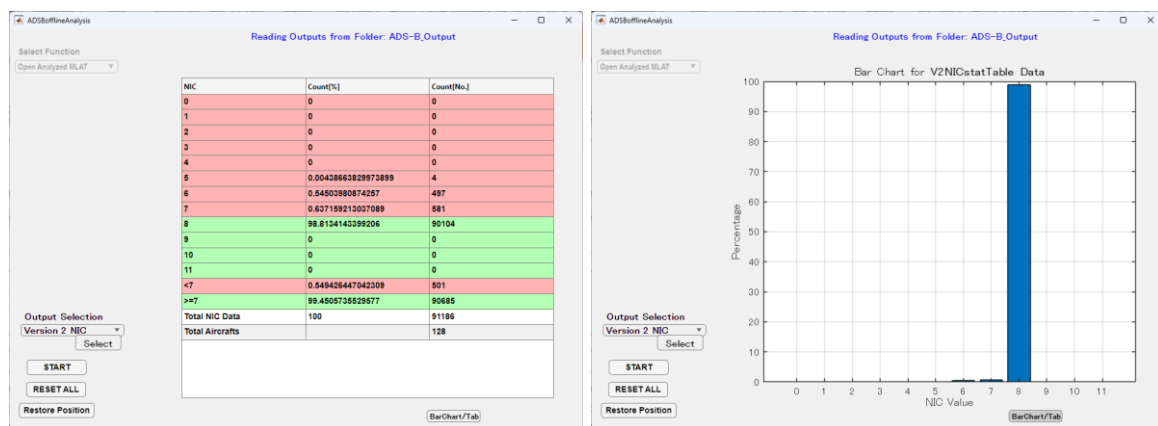 ADSBofflineAnalysis
Reading Outputs from Folder: ADS-B_Output
Select Function
Open Analyzed MLAT
NIC Count[%] Count[No.]
0 0 0
1 0 0
2 0 0
3 0 0
4 0 0
5 0.00438663829973899 4
6 0.54503980874257 497
7 0.637159213037089 581
8 98.8134143399206 90104
9 0 0
10 0 0
11 0 0
<7 0.549426447042309 501
>=7 99.4505735529577 90685
Total NIC Data 100 91186
Total Aircrafts 128
Output Selection
Version 2 NIC
Select
START
RESET ALL
Restore Position
BarChart/Tab
ADSBofflineAnalysis
Reading Outputs from Folder: ADS-B_Output
Select Function
Open Analyzed MLAT
Bar Chart for V2NICstatTable Data
100
90
80
70
60
50
40
30
20
10
0
Percentage
0 1 2 3 4 5 6 7 8 9 10 11
NIC Value
Output Selection
Version 2 NIC
Select
START
RESET ALL
Restore Position
BarChart/Tab